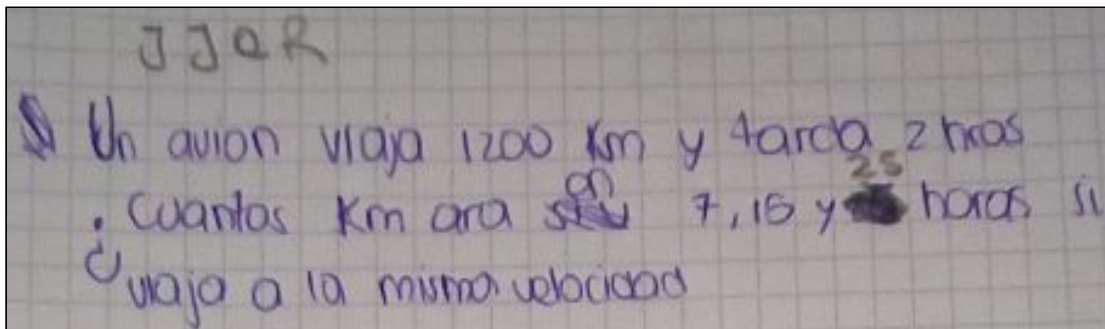 JJQR
Un avion viaja 1200 Km y tarda 2 hras
¿Cuantas Km ara en 7, 15 y 25 horas si
viaja a la misma velocidad